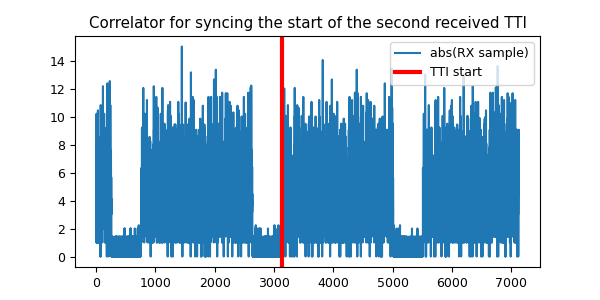 Correlator for syncing the start of the second received TTI
abs(RX sample)
TTI start
14
12
10
8
6
4
2
0
0 1000 2000 3000 4000 5000 6000 7000